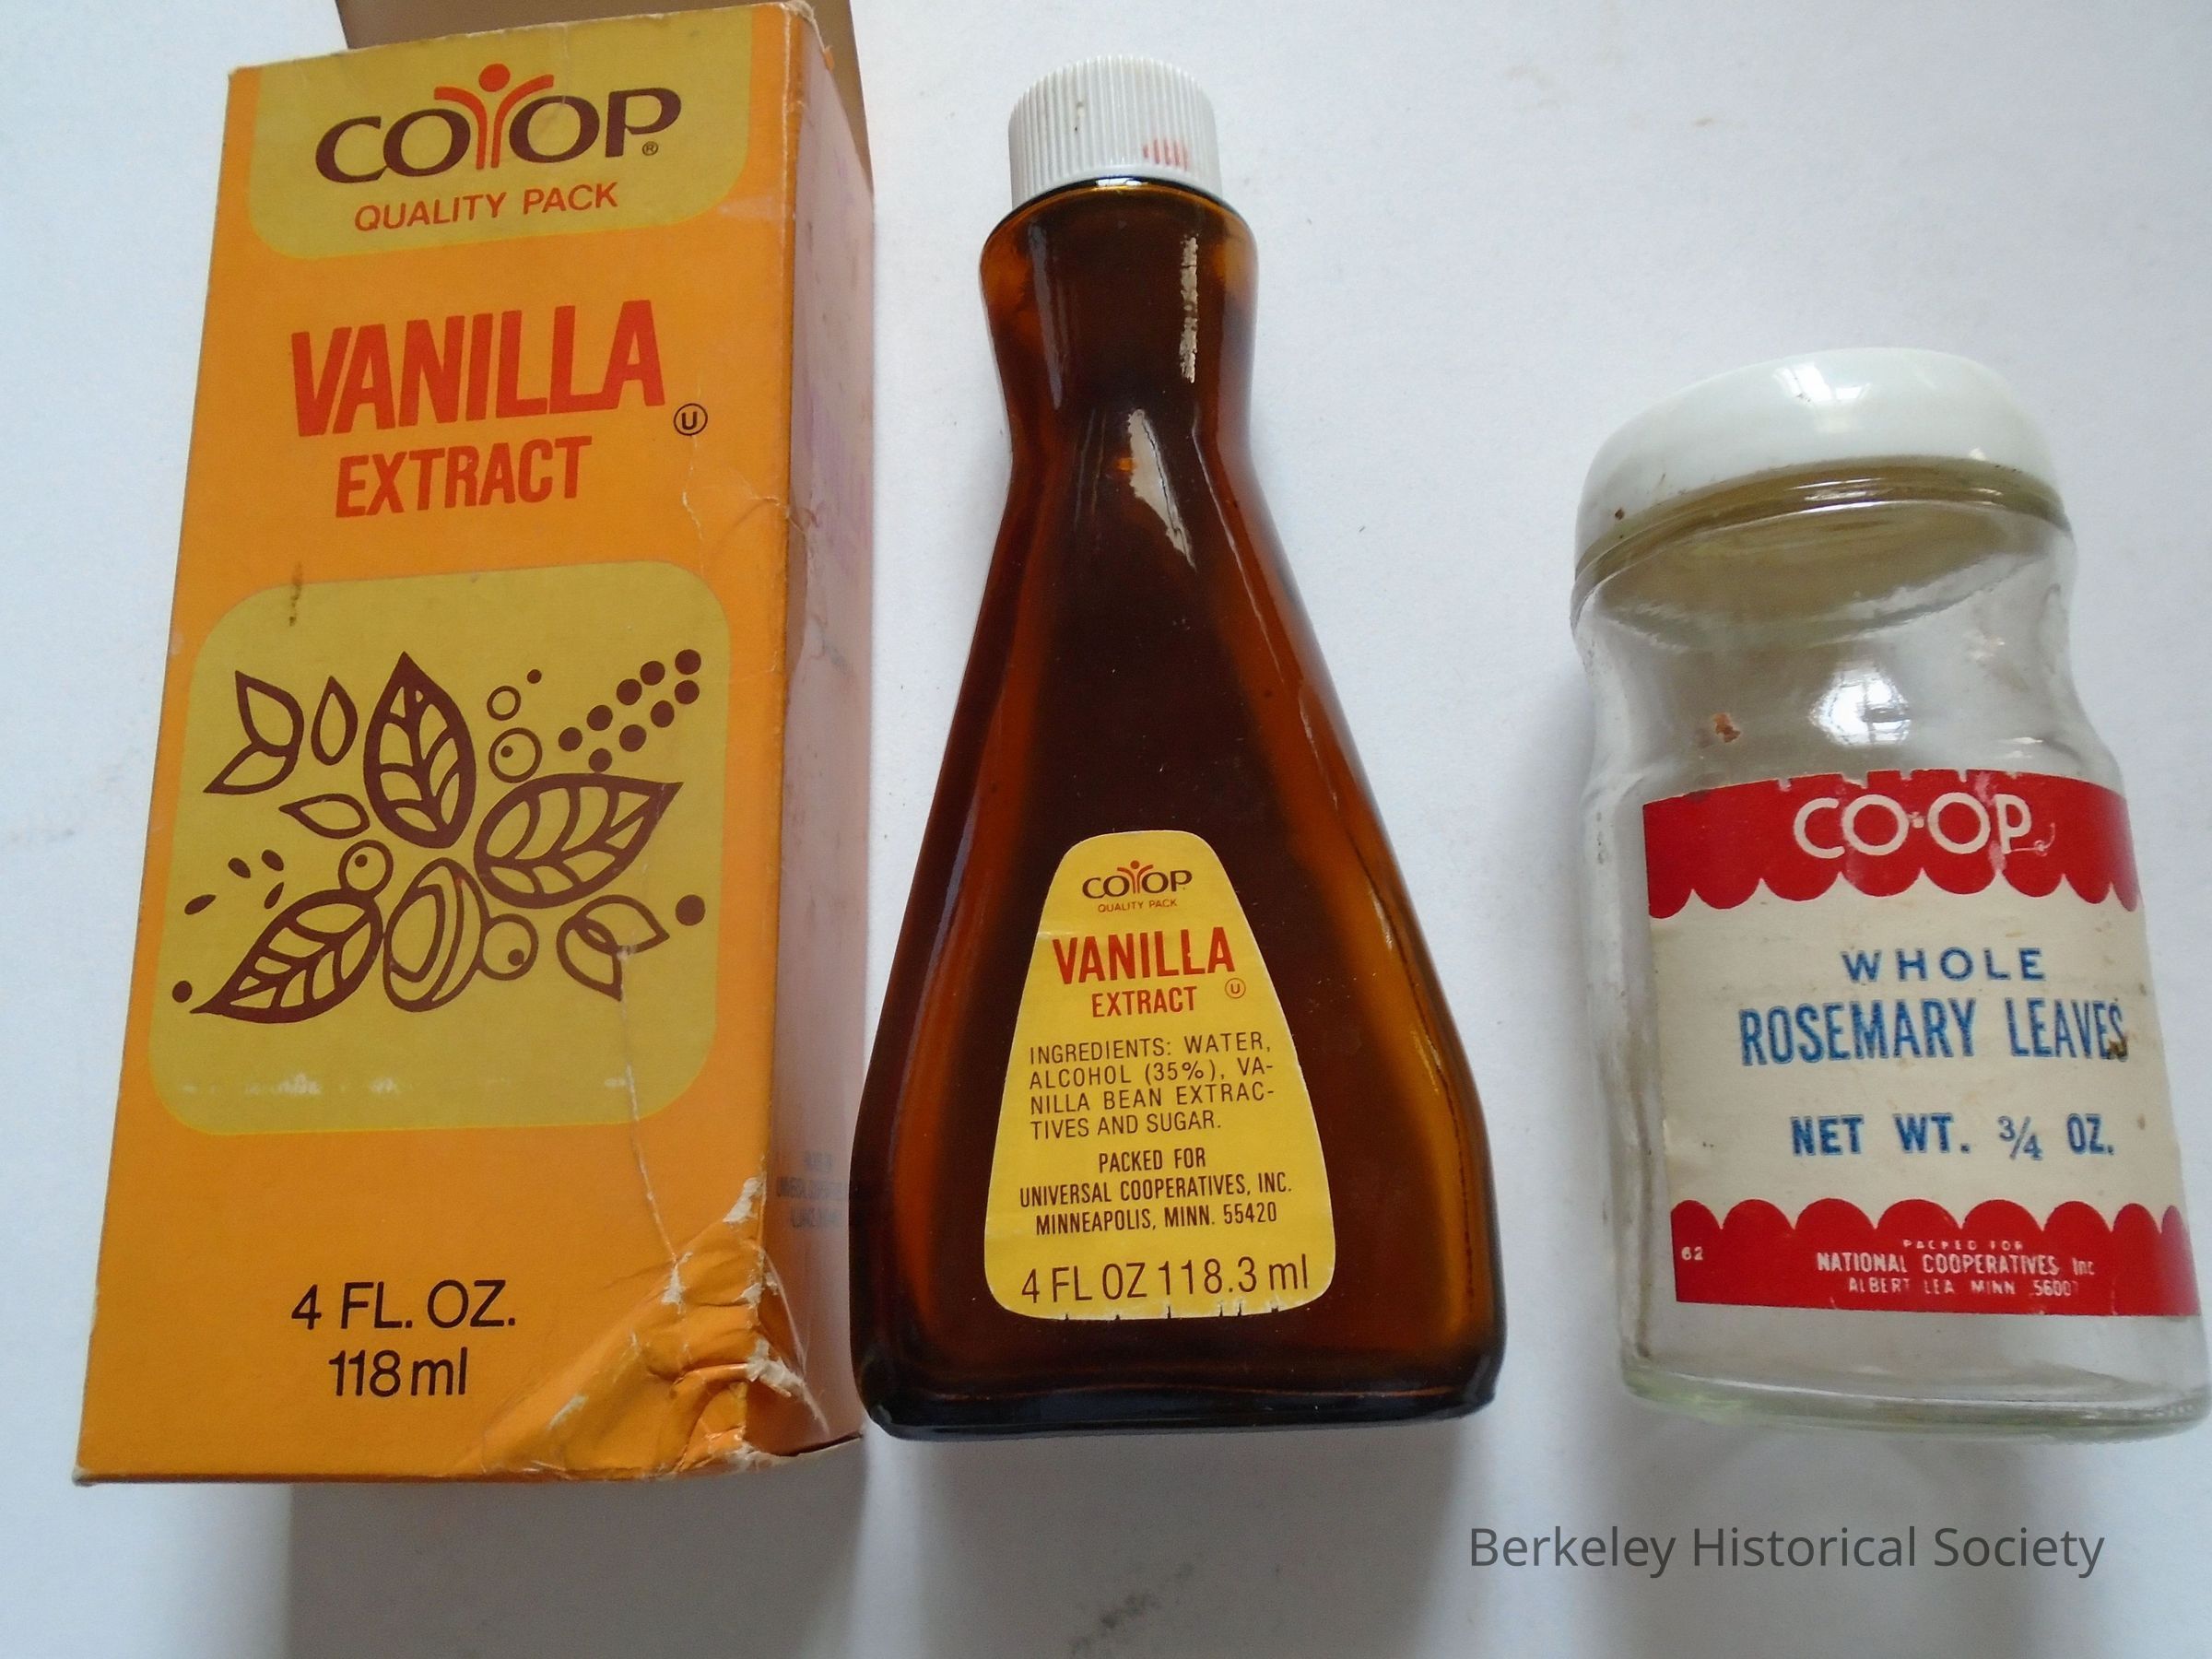 COOP®
QUALITY PACK
VANILLA
EXTRACT
Ⓤ
4 FL. OZ.
118 ml
COOP
QUALITY PACK
VANILLA
EXTRACT Ⓤ
INGREDIENTS: WATER,
ALCOHOL (35%), VA-
NILLA BEAN EXTRAC-
TIVES AND SUGAR.
PACKED FOR
UNIVERSAL COOPERATIVES, INC.
MINNEAPOLIS, MINN. 55420
4 FL OZ 118.3 ml
CO·OP
WHOLE
ROSEMARY LEAVES
NET WT. 3/4 OZ.
62
PACKED FOR
NATIONAL COOPERATIVES Inc
ALBERT LEA MINN 56007
Berkeley Historical Society